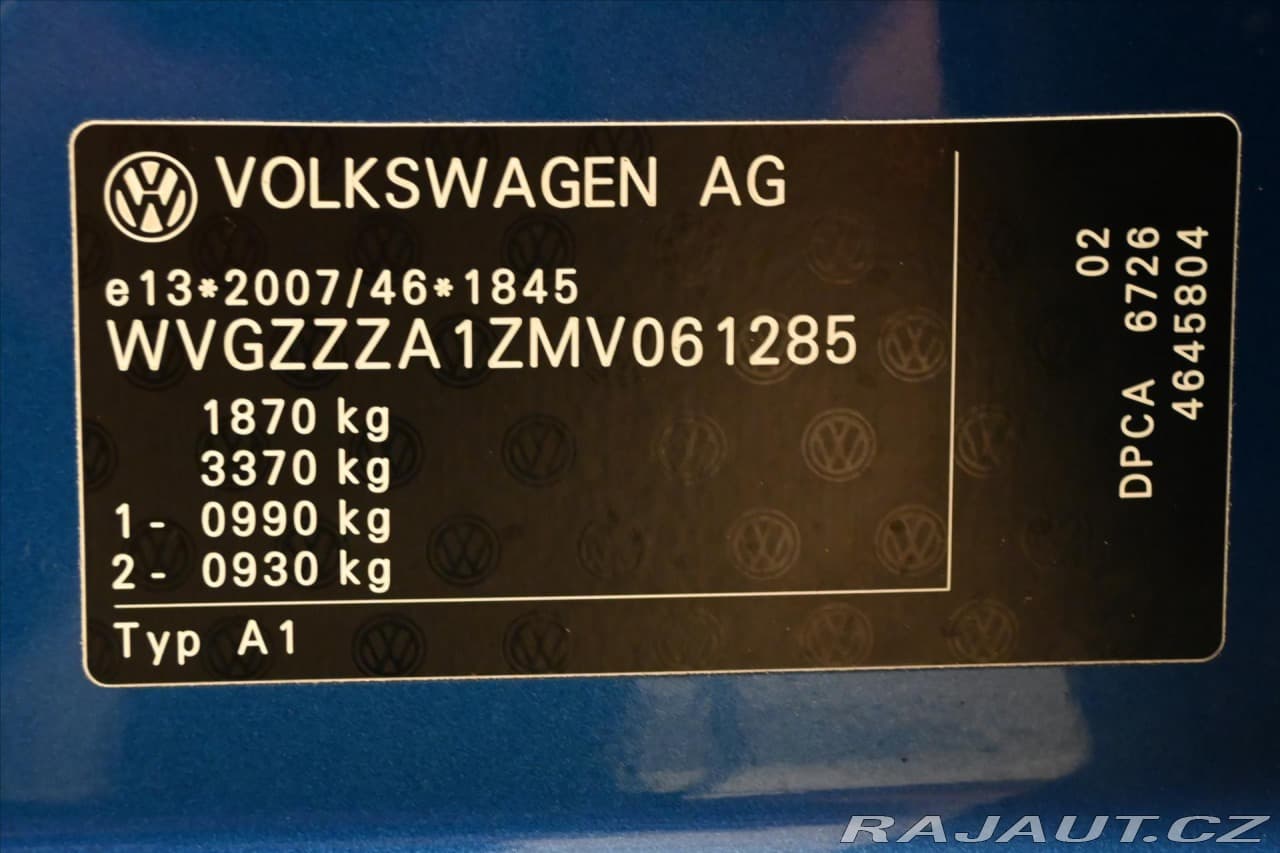 VOLKSWAGEN AG
e13*2007/46*1845
WVGZZZA1ZMV061285
1870 kg
3370 kg
1- 0990 kg
2- 0930 kg
Typ A1
02
DPCA 6726
4645804
RAJAUT.CZ